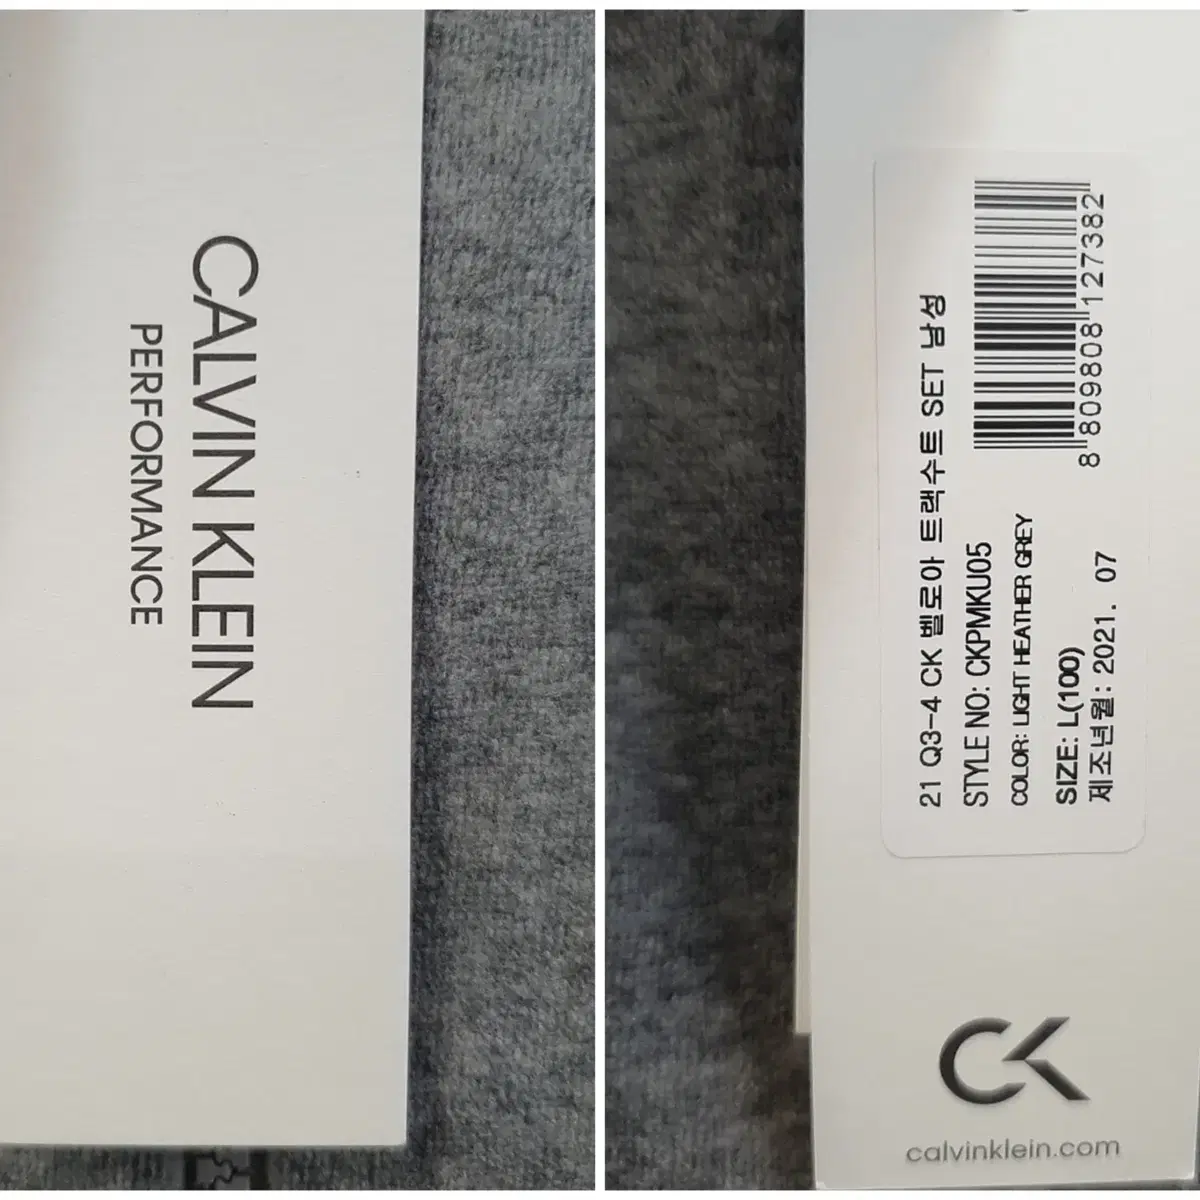 CALVIN KLEIN
PERFORMANCE
21 Q3-4 CK 벨로아 트랙수트 SET 남성
STYLE NO: CKPMKU05
COLOR: LIGHT HEATHER GREY
SIZE: L(100)
제조년월: 2021. 07
8 809808 127382
CK
calvinklein.com